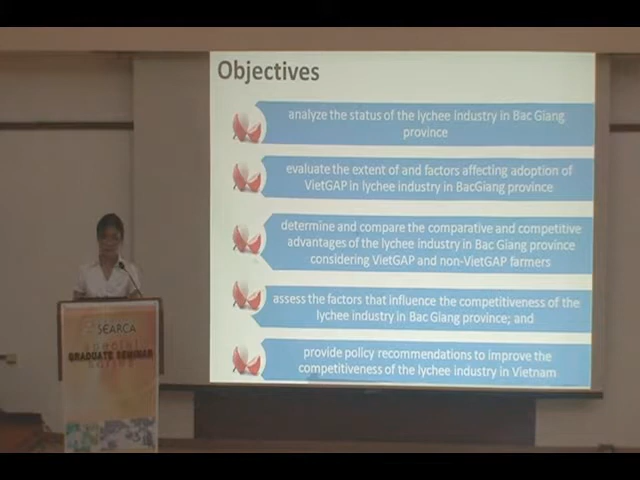 Objectives
analyze the status of the lychee industry in Bac Giang
province
evaluate the extent of and factors affecting adoption of
VietGAP in lychee industry in BacGiang province
determine and compare the comparative and competitive
advantages of the lychee industry in Bac Giang province
considering VietGAP and non-VietGAP farmers
assess the factors that influence the competitiveness of the
lychee industry in Bac Giang province; and
provide policy recommendations to improve the
competitiveness of the lychee industry in Vietnam
SEARCA
special
GRADUATE SEMINAR
series